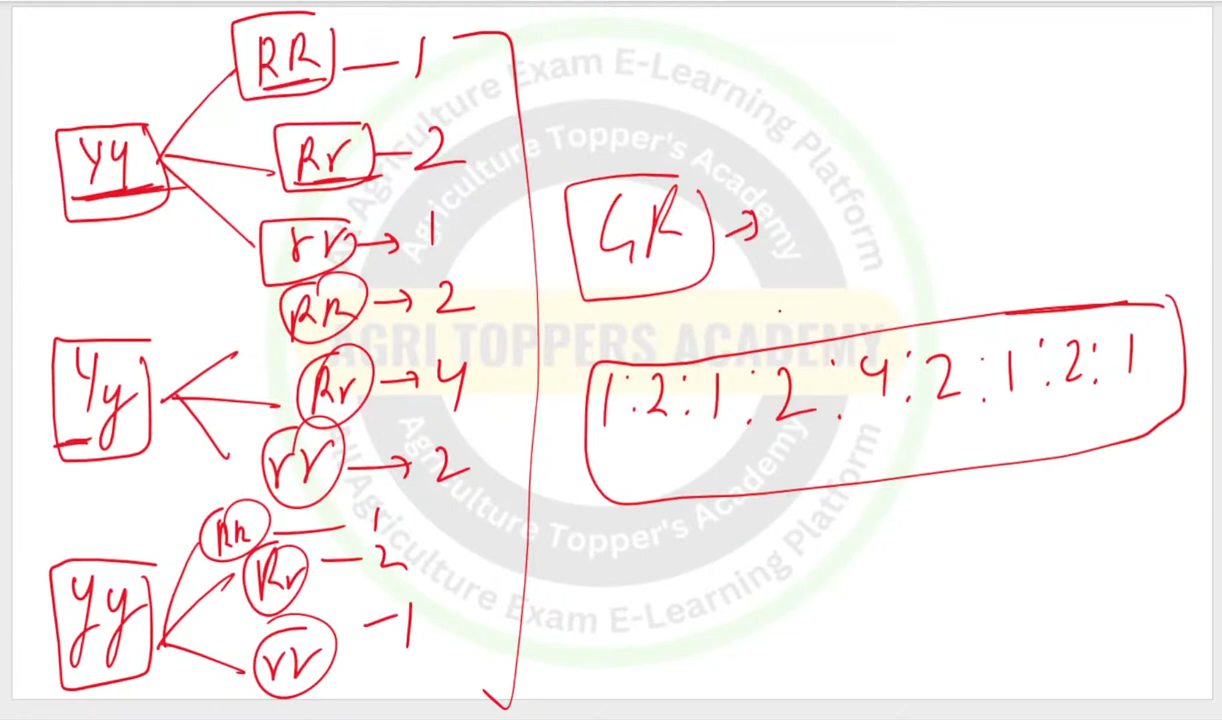 RR — 1
YY Rr — 2
rr → 1
RR → 2
Yy Rr → 4
rr → 2
RR — 1
yy Rr — 2
rr — 1
GR →
1:2:1:2:4:2:1:2:1
Agriculture Exam E-Learning Platform
Agriculture Topper's Academy
AGRI TOPPERS ACADEMY
Agriculture Topper's Academy
Agriculture Exam E-Learning Platform